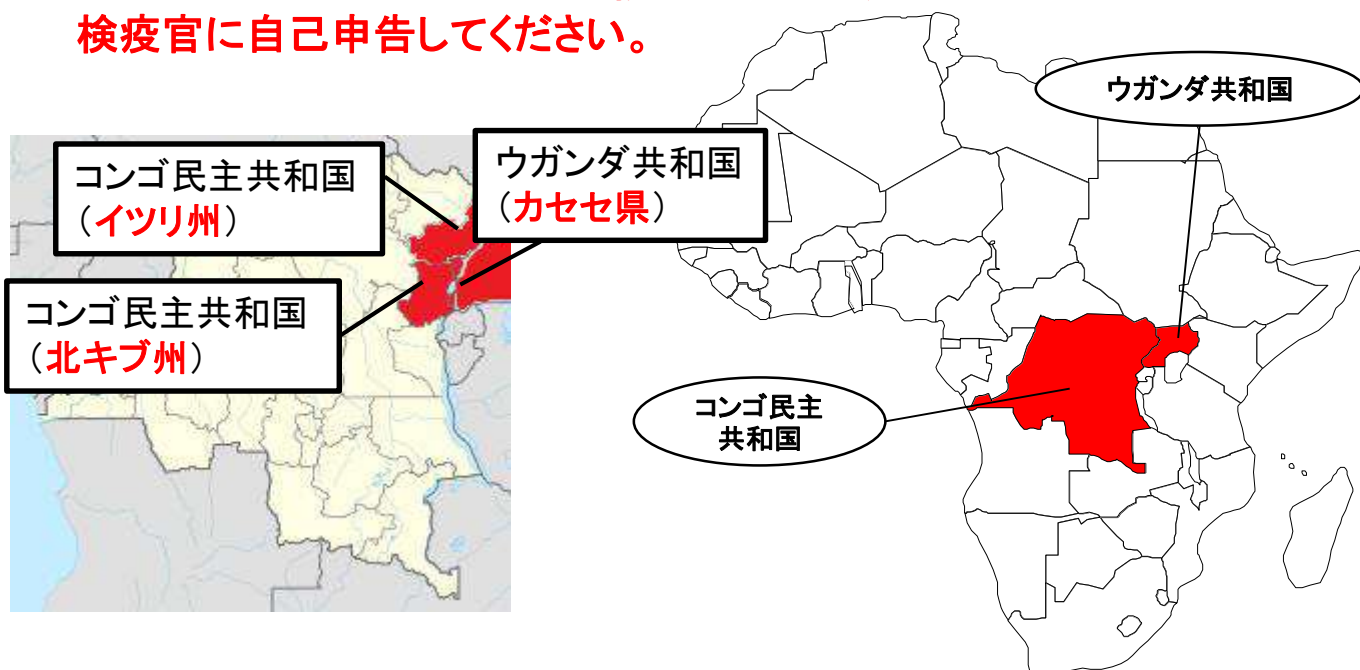 検疫官に自己申告してください。
ウガンダ共和国
コンゴ民主共和国
（イツリ州）
ウガンダ共和国
（カセセ県）
コンゴ民主共和国
（北キブ州）
コンゴ民主
共和国